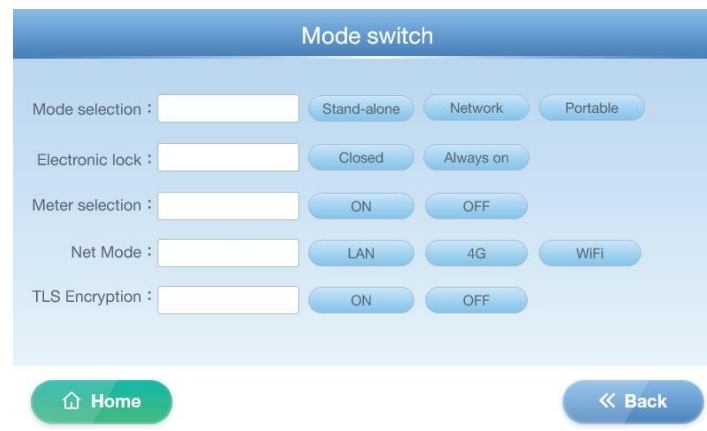 Mode switch
Mode selection： Stand-alone Network Portable
Electronic lock： Closed Always on
Meter selection： ON OFF
Net Mode： LAN 4G WiFi
TLS Encryption： ON OFF
Home Back